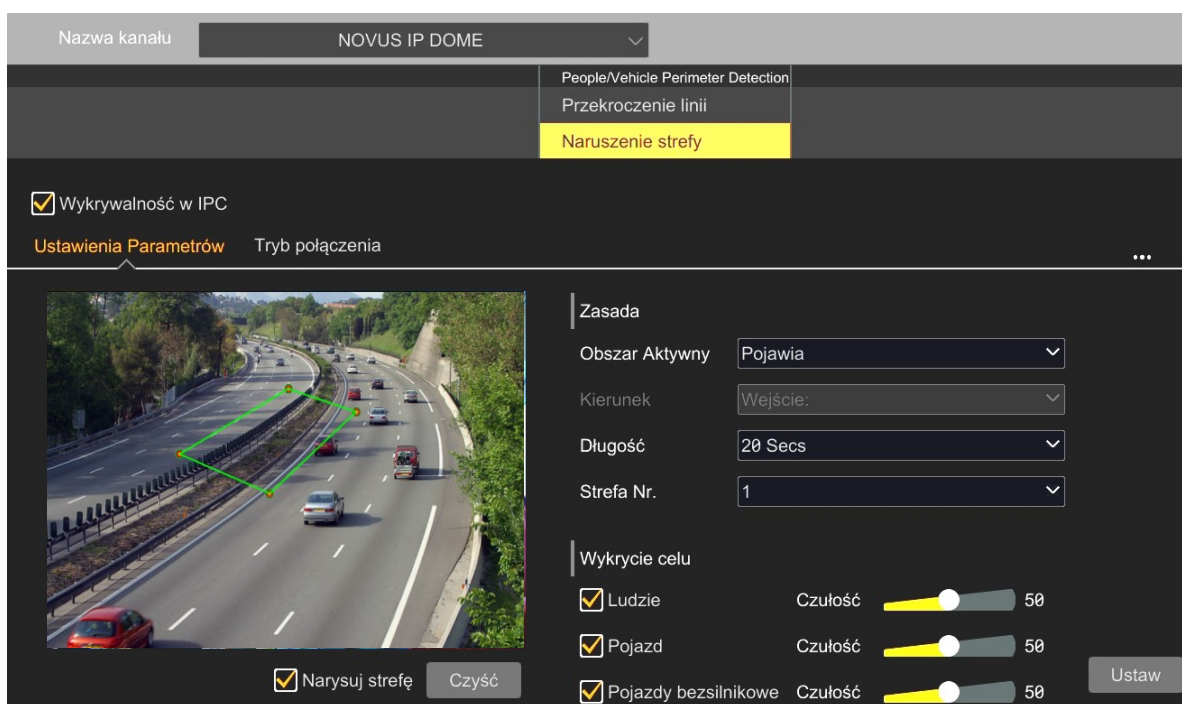 Nazwa kanału NOVUS IP DOME
People/Vehicle Perimeter Detection
Przekroczenie linii
Naruszenie strefy
Wykrywalność w IPC
Ustawienia Parametrów Tryb połączenia ...
Zasada
Obszar Aktywny Pojawia
Kierunek Wejście:
Długość 20 Secs
Strefa Nr. 1
Wykrycie celu
Ludzie Czułość 50
Pojazd Czułość 50
Pojazdy bezsilnikowe Czułość 50
Narysuj strefę Czyść
Ustaw